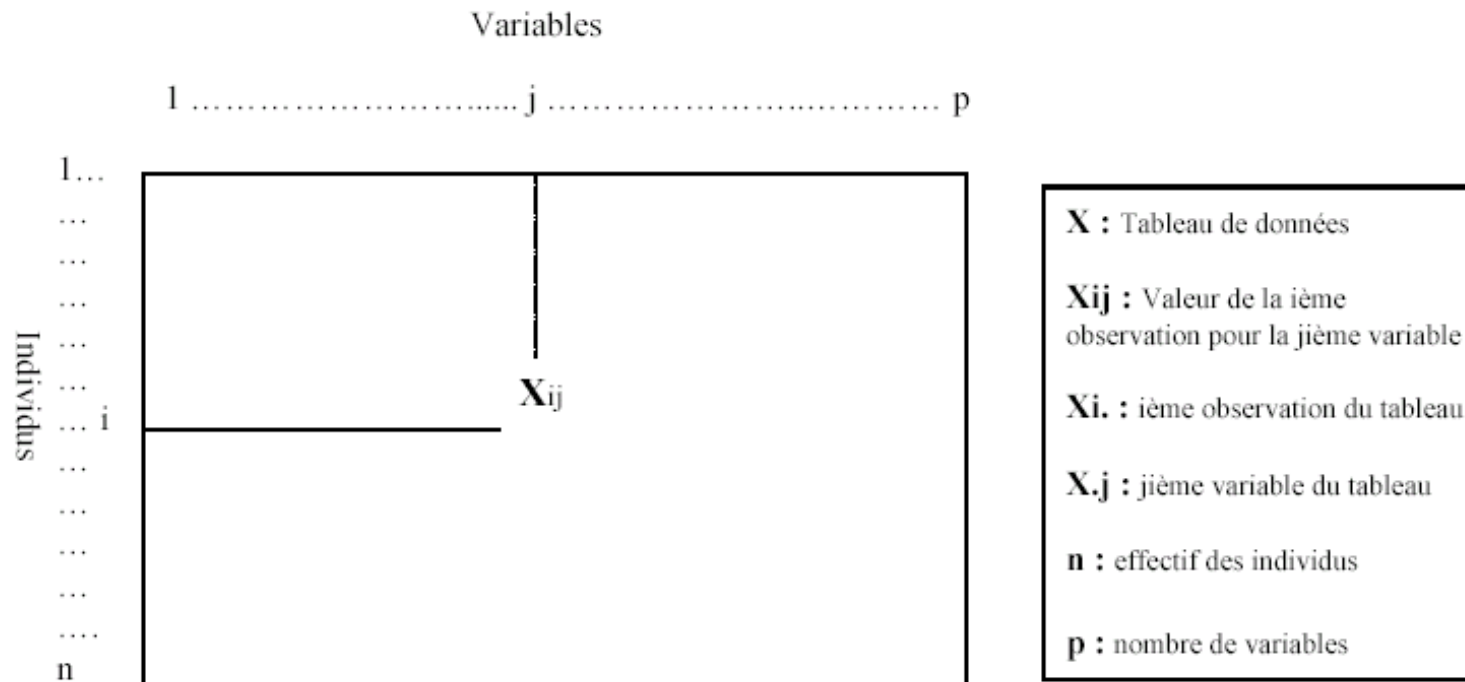 Variables
1 ............................ j ................................... p
1...
...
...
...
...
...
... i
...
...
...
...
....
n
Individus
Xij
X : Tableau de données
Xij : Valeur de la ième
observation pour la jième variable
Xi. : ième observation du tableau
X.j : jième variable du tableau
n : effectif des individus
p : nombre de variables